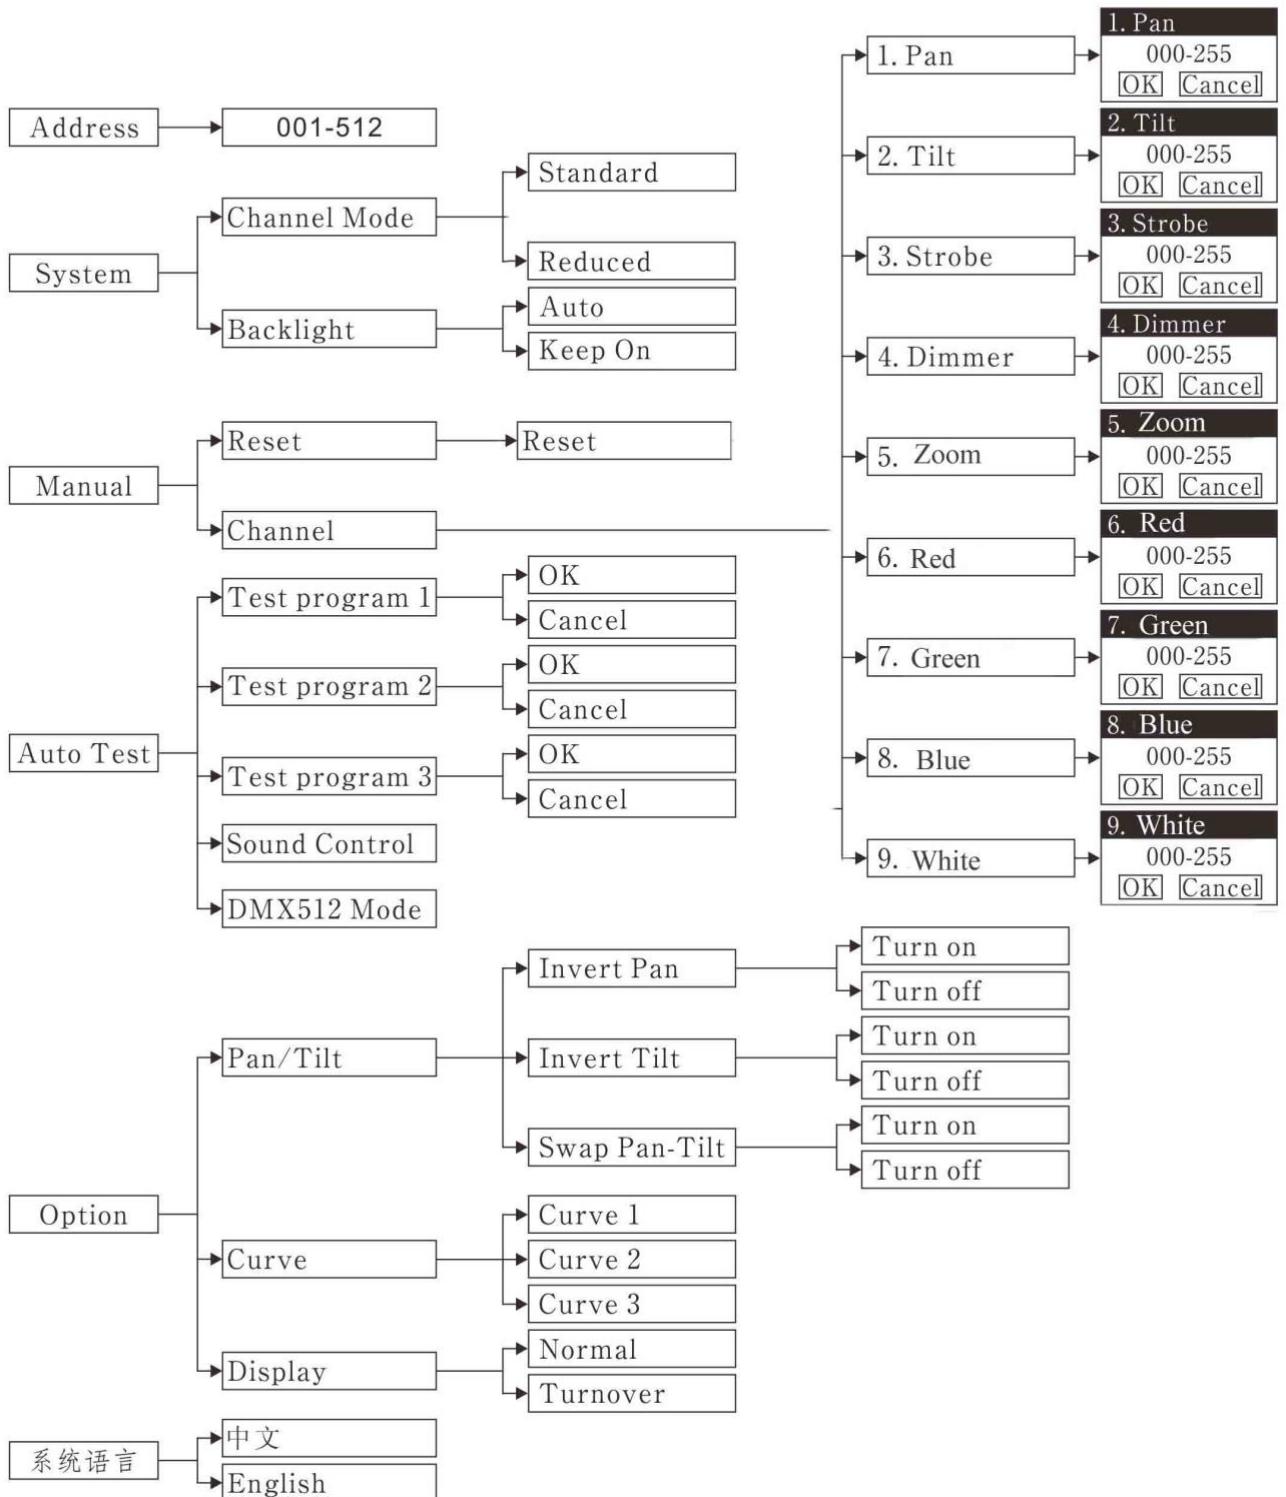 Address
001-512
System
Channel Mode
Standard
Reduced
Backlight
Auto
Keep On
Manual
Reset
Reset
Channel
1. Pan
1. Pan
000-255
OK Cancel
2. Tilt
2. Tilt
000-255
OK Cancel
3. Strobe
3. Strobe
000-255
OK Cancel
4. Dimmer
4. Dimmer
000-255
OK Cancel
5. Zoom
5. Zoom
000-255
OK Cancel
6. Red
6. Red
000-255
OK Cancel
7. Green
7. Green
000-255
OK Cancel
8. Blue
8. Blue
000-255
OK Cancel
9. White
9. White
000-255
OK Cancel
Auto Test
Test program 1
OK
Cancel
Test program 2
OK
Cancel
Test program 3
OK
Cancel
Sound Control
DMX512 Mode
Option
Pan/Tilt
Invert Pan
Turn on
Turn off
Invert Tilt
Turn on
Turn off
Swap Pan-Tilt
Turn on
Turn off
Curve
Curve 1
Curve 2
Curve 3
Display
Normal
Turnover
系统语言
中文
English